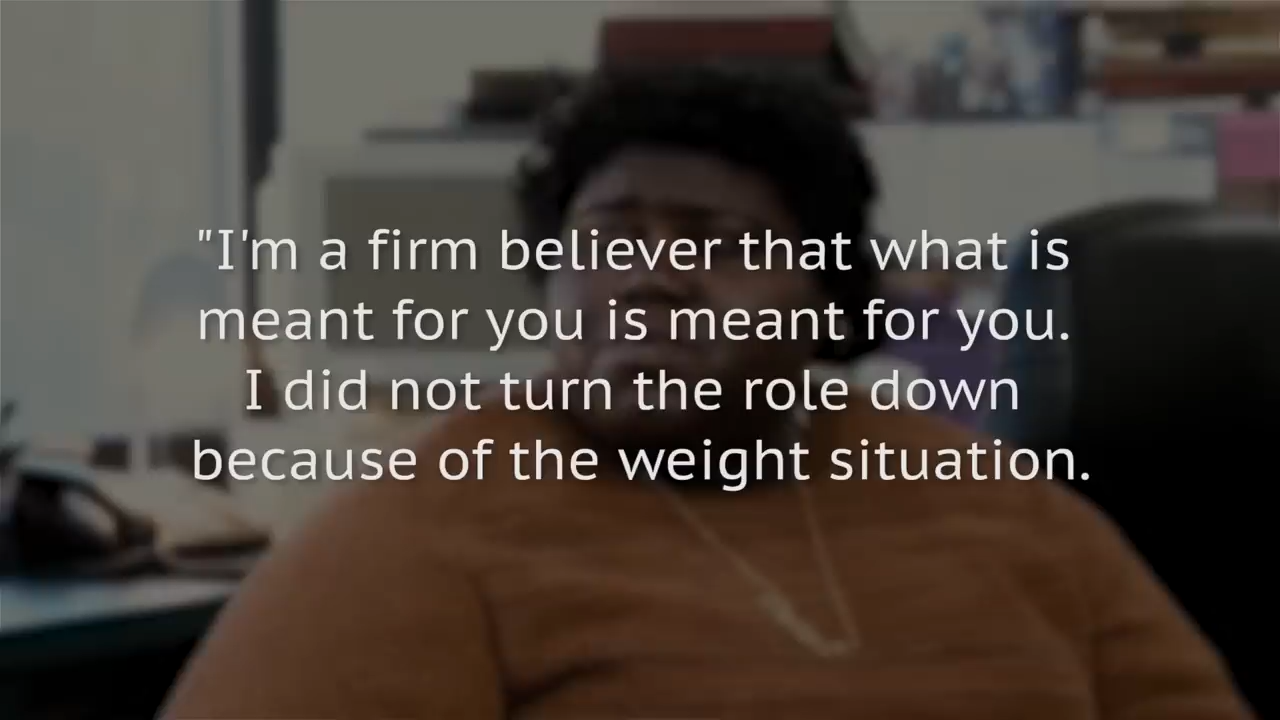 "I'm a firm believer that what is
meant for you is meant for you.
I did not turn the role down
because of the weight situation.